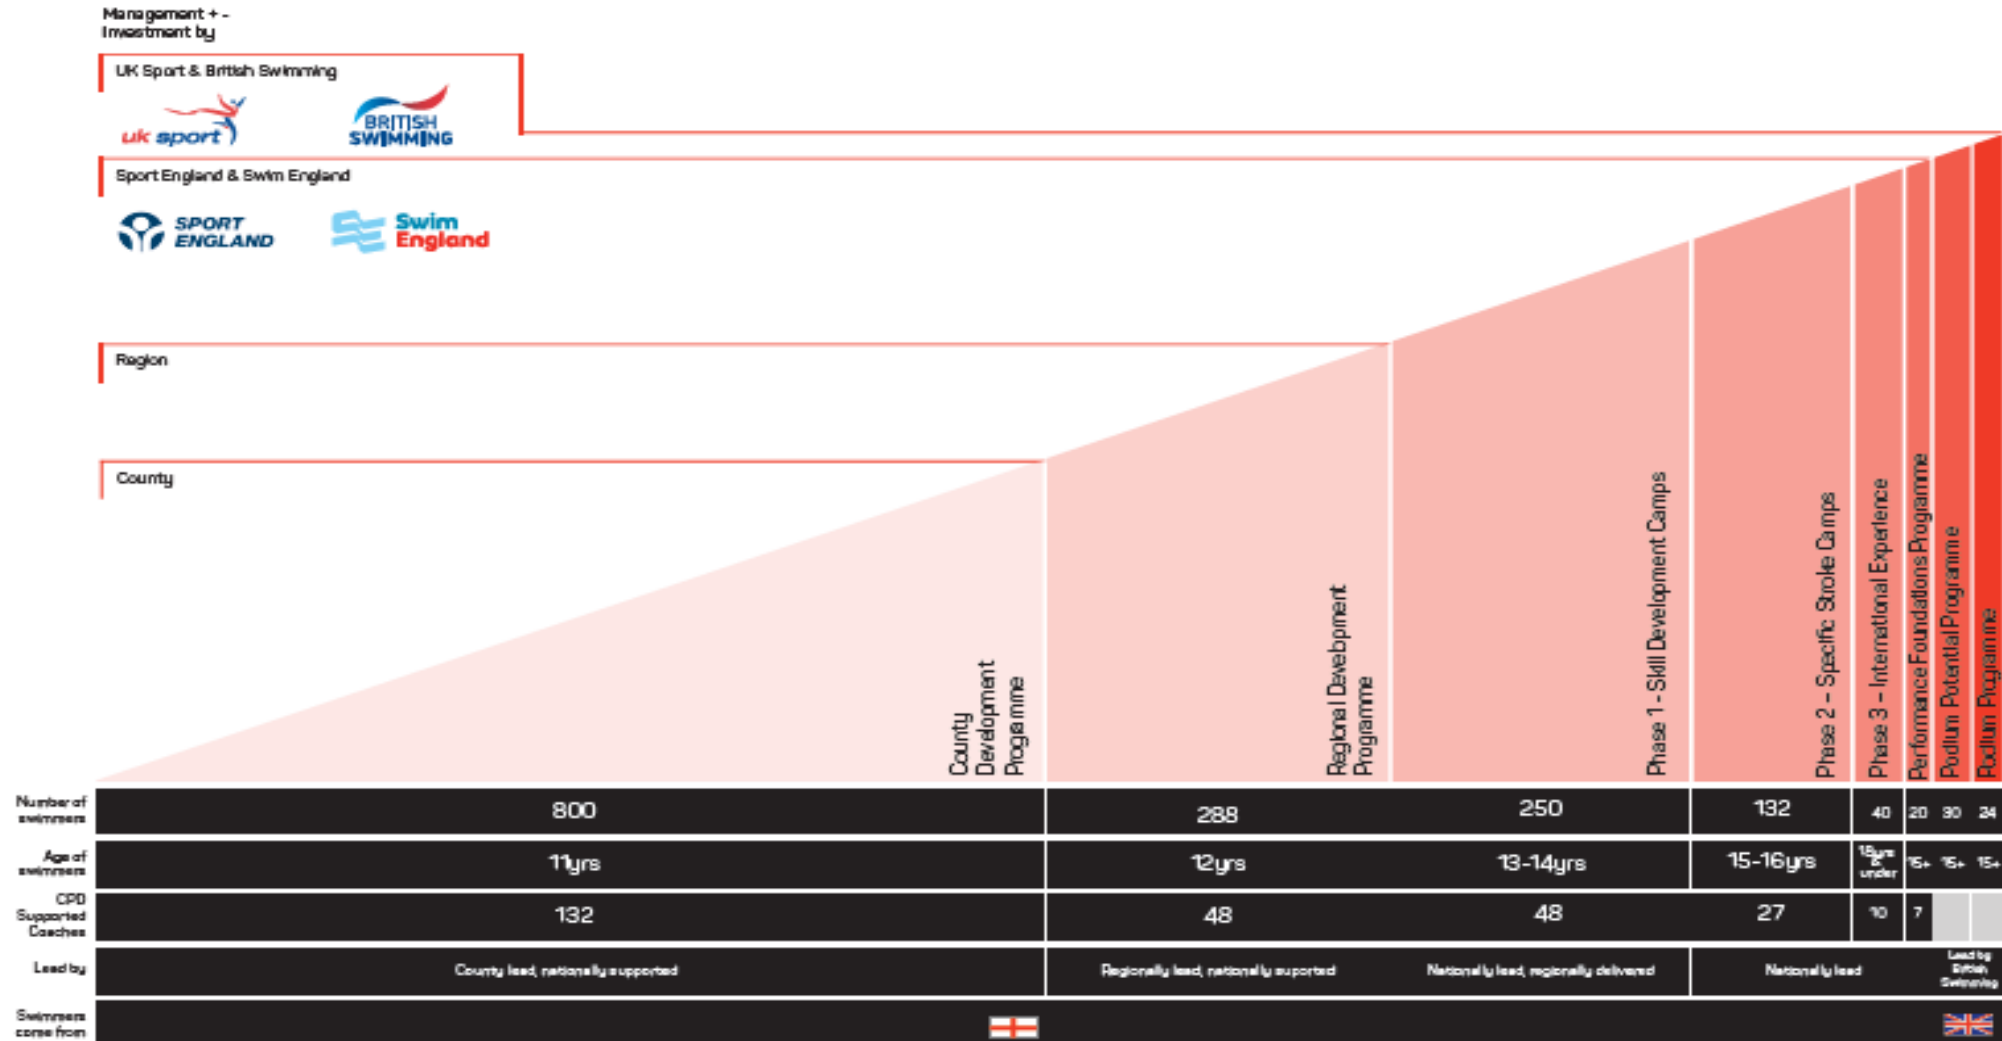 Management + -
Investment by
UK Sport & British Swimming
uk sport
BRITISH
SWIMMING
Sport England & Swim England
SPORT
ENGLAND
Swim
England
Region
County
County
Development
Programme
Regional Development
Programme
Phase 1 - Skill Development Camps
Phase 2 - Specific Stroke Camps
Phase 3 - International Experience
Performance Foundations Programme
Podium Potential Programme
Podium Programme
Number of
swimmers
800
288
250
132
40
20
30
24
Age of
swimmers
11yrs
12yrs
13-14yrs
15-16yrs
18yrs
&
under
15+
15+
15+
CPD
Supported
Coaches
132
48
48
27
10
7
Lead by
County lead, nationally supported
Regionally lead, nationally suported
Nationally lead, regionally delivered
Nationally lead
Lead by
British
Swimming
Swimmers
come from